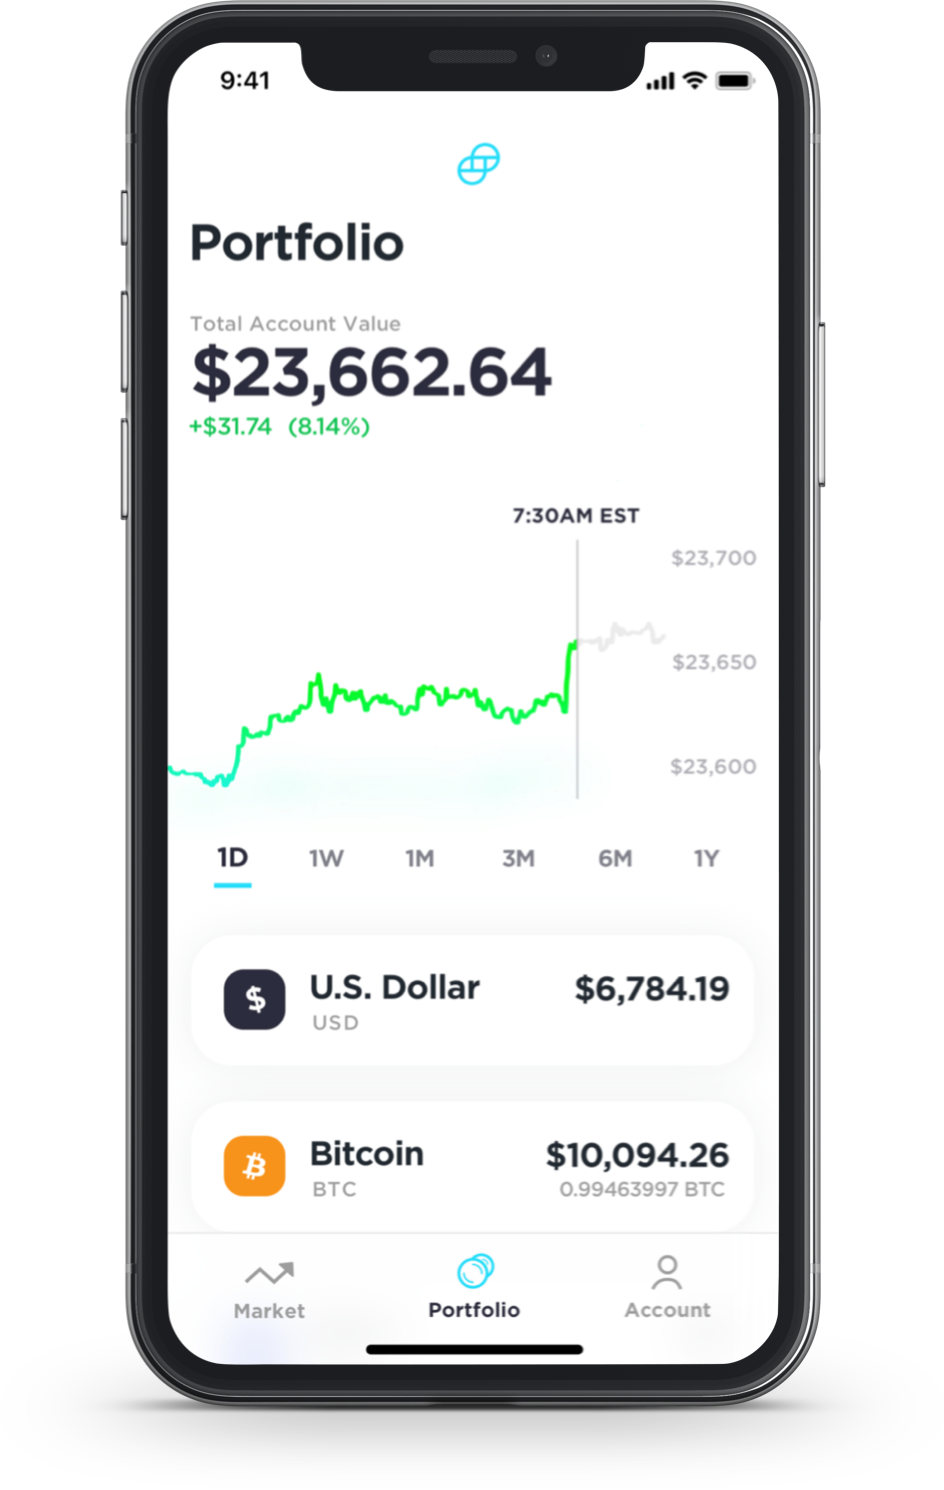 9:41
Portfolio
Total Account Value
$23,662.64
+$31.74 (8.14%)
7:30AM EST
$23,700
$23,650
$23,600
1D 1W 1M 3M 6M 1Y
$ U.S. Dollar $6,784.19
USD
Bitcoin $10,094.26
BTC 0.99463997 BTC
Market Portfolio Account